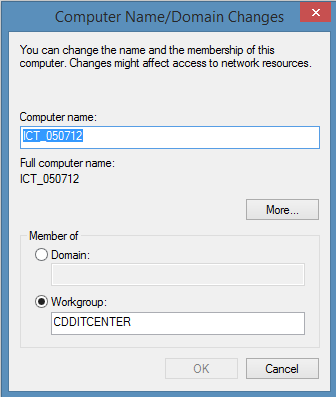 Computer Name/Domain Changes
You can change the name and the membership of this
computer. Changes might affect access to network resources.
Computer name:
ICT_050712
Full computer name:
ICT_050712
More...
Member of
Domain:
Workgroup:
CDDITCENTER
OK
Cancel